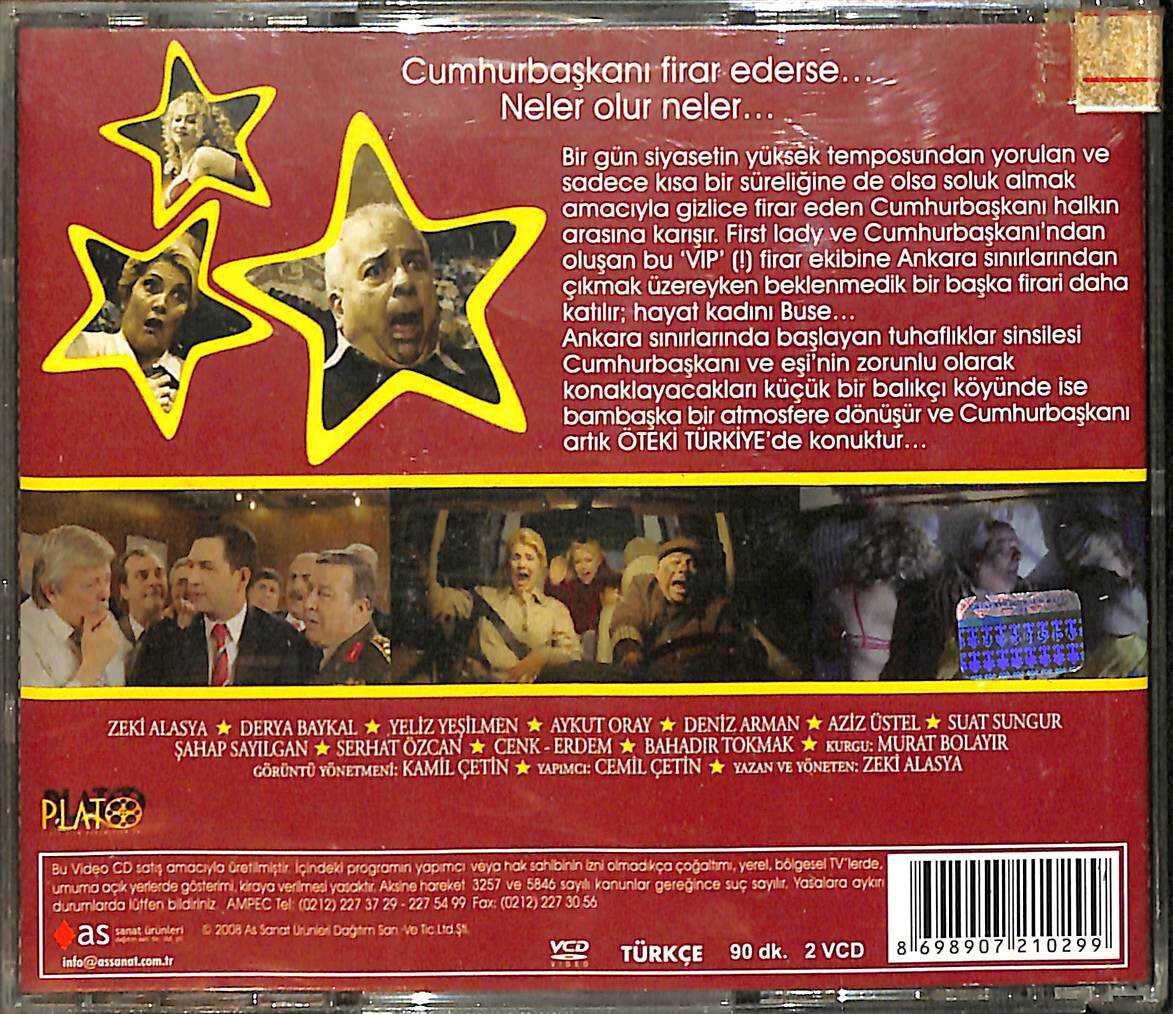 Cumhurbaşkanı firar ederse...
Neler olur neler...
Bir gün siyasetin yüksek temposundan yorulan ve
sadece kısa bir süreliğine de olsa soluk almak
amacıyla gizlice firar eden Cumhurbaşkanı halkın
arasına karışır. First lady ve Cumhurbaşkanı'ndan
oluşan bu 'VIP' (!) firar ekibine Ankara sınırlarından
çıkmak üzereyken beklenmedik bir başka firari daha
katılır; hayat kadını Buse...
Ankara sınırlarında başlayan tuhaflıklar sinsilesi
Cumhurbaşkanı ve eşi'nin zorunlu olarak
konaklayacakları küçük bir balıkçı köyünde ise
bambaşka bir atmosfere dönüşür ve Cumhurbaşkanı
artık ÖTEKİ TÜRKİYE'de konuktur...
ZEKİ ALASYA ★ DERYA BAYKAL ★ YELİZ YEŞİLMEN ★ AYKUT ORAY ★ DENİZ ARMAN ★ AZİZ ÜSTEL ★ SUAT SUNGUR
ŞAHAP SAYILGAN ★ SERHAT ÖZCAN ★ CENK - ERDEM ★ BAHADIR TOKMAK ★ KURGU: MURAT BOLAYIR
GÖRÜNTÜ YÖNETMENİ: KAMİL ÇETİN ★ YAPIMCI: CEMİL ÇETİN ★ YAZAN VE YÖNETEN: ZEKİ ALASYA
PLATO
Bu Video CD satış amacıyla üretilmiştir. İçindeki programın yapımcı veya hak sahibinin izni olmadıkça çoğaltımı, yerel, bölgesel TV'lerde,
umuma açık yerlerde gösterimi, kiraya verilmesi yasaktır. Aksine hareket 3257 ve 5846 sayılı kanunlar gereğince suç sayılır. Yasalara aykırı
durumlarda lütfen bildiriniz. AMPEC Tel: (0212) 227 37 29 - 227 54 99 Fax: (0212) 227 30 56
as sanat ürünleri
© 2008 As Sanat Ürünleri Dağıtım San. Ve Tic.Ltd.Şti.
info@assanat.com.tr
VCD
VIDEO
TÜRKÇE 90 dk. 2 VCD
8 698907 210299